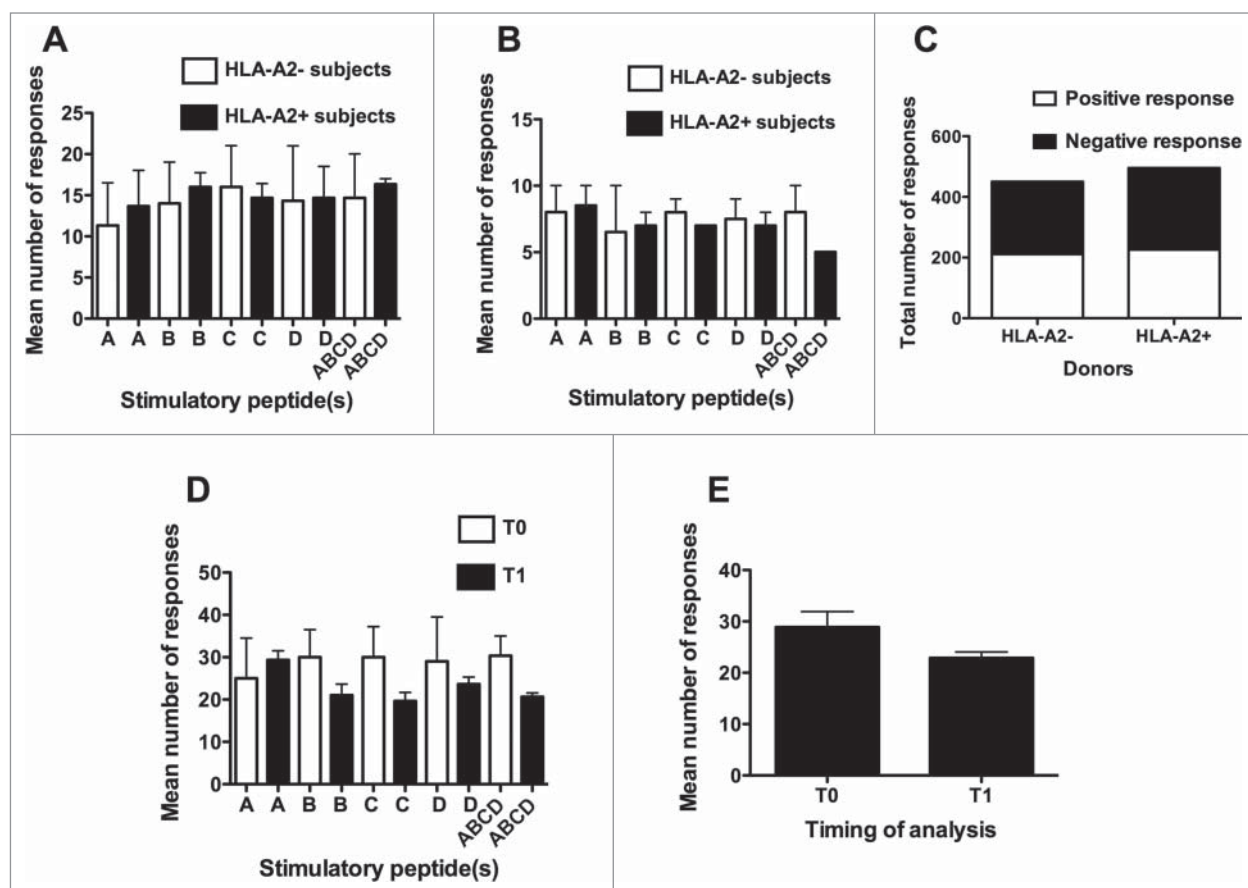 A
HLA-A2- subjects
HLA-A2+ subjects
Mean number of responses
25
20
15
10
5
0
A A B B C C D D ABCD ABCD
Stimulatory peptide(s)
B
HLA-A2- subjects
HLA-A2+ subjects
Mean number of responses
15
10
5
0
A A B B C C D D ABCD ABCD
Stimulatory peptide(s)
C
Positive response
Negative response
Total number of responses
600
400
200
0
HLA-A2- HLA-A2+
Donors
D
T0
T1
Mean number of responses
50
40
30
20
10
0
A A B B C C D D ABCD ABCD
Stimulatory peptide(s)
E
Mean number of responses
40
30
20
10
0
T0 T1
Timing of analysis